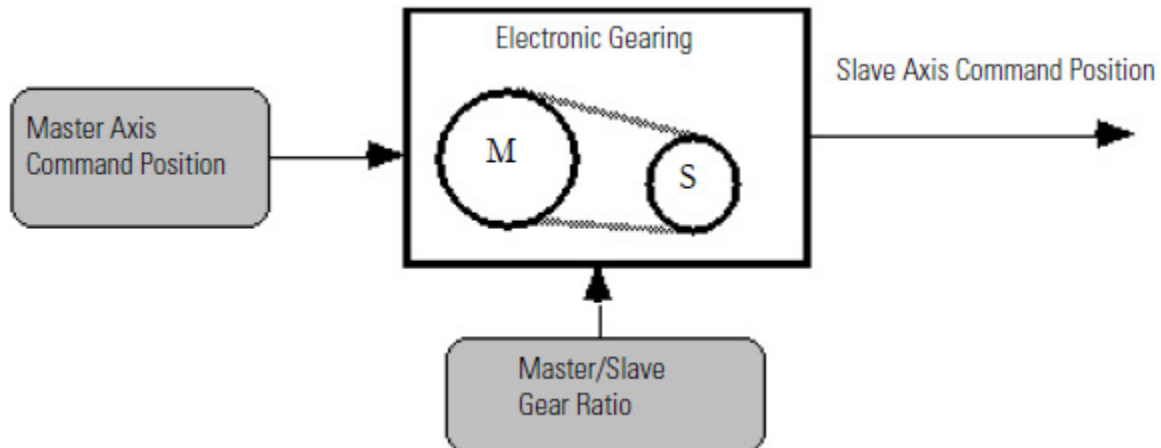 Electronic Gearing
Slave Axis Command Position
Master Axis
Command Position
M
S
Master/Slave
Gear Ratio